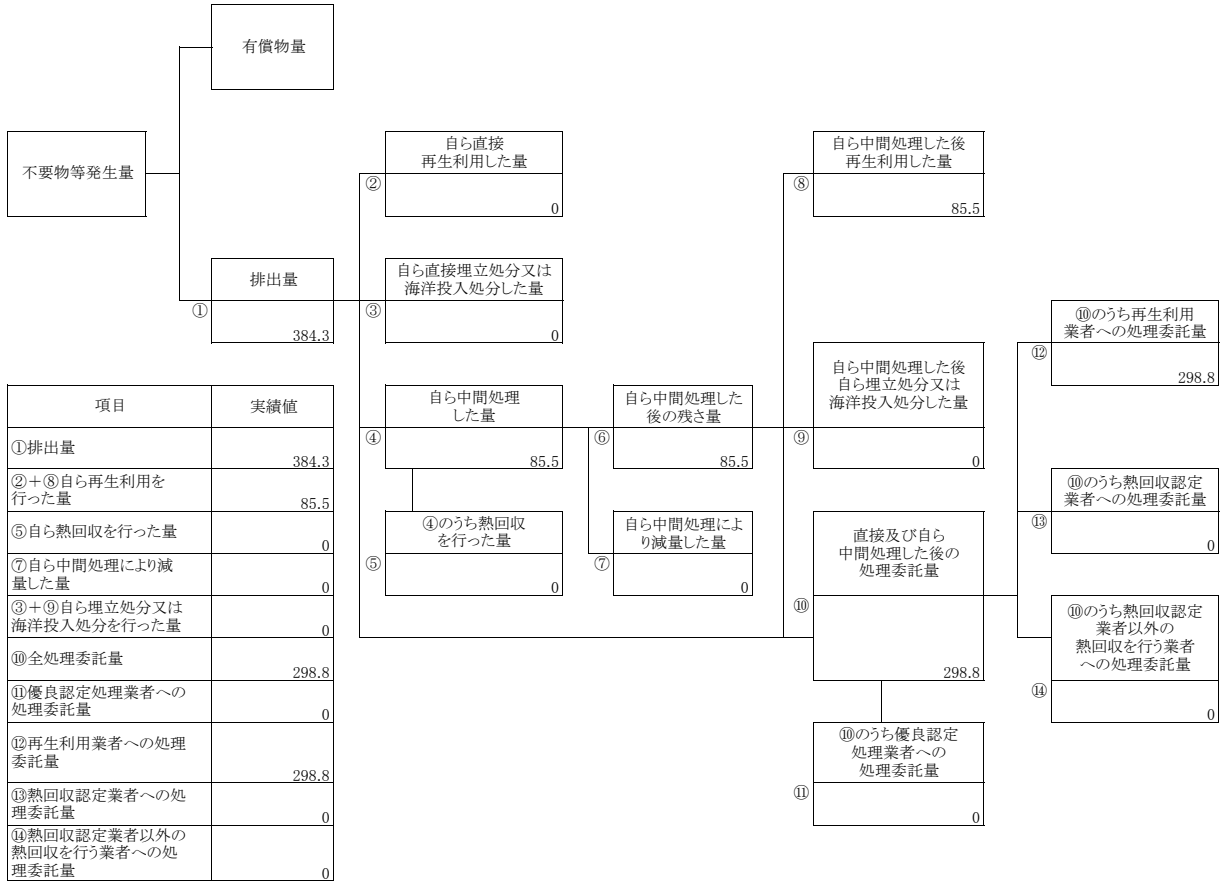 有償物量
不要物等発生量
自ら直接
再生利用した量
②
0
自ら中間処理した後
再生利用した量
⑧
85.5
排出量
①
384.3
自ら直接埋立処分又は
海洋投入処分した量
③
0
⑩のうち再生利用
業者への処理委託量
⑫
298.8
自ら中間処理
した量
④
85.5
自ら中間処理した
後の残さ量
⑥
85.5
自ら中間処理した後
自ら埋立処分又は
海洋投入処分した量
⑨
0
⑩のうち熱回収認定
業者への処理委託量
⑬
0
④のうち熱回収
を行った量
⑤
0
自ら中間処理によ
り減量した量
⑦
0
直接及び自ら
中間処理した後の
処理委託量
⑩
298.8
⑩のうち熱回収認定
業者以外の
熱回収を行う業者
への処理委託量
⑭
0
⑩のうち優良認定
処理業者への
処理委託量
⑪
0
項目 実績値
①排出量
384.3
②+⑧自ら再生利用を
行った量
85.5
⑤自ら熱回収を行った量
0
⑦自ら中間処理により減
量した量
0
③+⑨自ら埋立処分又は
海洋投入処分を行った量
0
⑩全処理委託量
298.8
⑪優良認定処理業者への
処理委託量
0
⑫再生利用業者への処理
委託量
298.8
⑬熱回収認定業者への処
理委託量
0
⑭熱回収認定業者以外の
熱回収を行う業者への処
理委託量
0